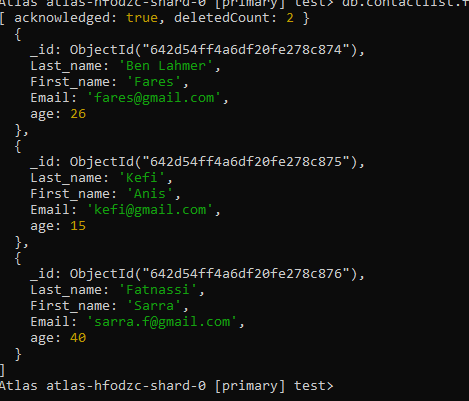 Atlas atlas-hfodzc-shard-0 [primary] test> db.contactlist.f
[ acknowledged: true, deletedCount: 2 }
  {
    _id: ObjectId("642d54ff4a6df20fe278c874"),
    Last_name: 'Ben Lahmer',
    First_name: 'Fares',
    Email: 'fares@gmail.com',
    age: 26
  },
  {
    _id: ObjectId("642d54ff4a6df20fe278c875"),
    Last_name: 'Kefi',
    First_name: 'Anis',
    Email: 'kefi@gmail.com',
    age: 15
  },
  {
    _id: ObjectId("642d54ff4a6df20fe278c876"),
    Last_name: 'Fatnassi',
    First_name: 'Sarra',
    Email: 'sarra.f@gmail.com',
    age: 40
  }
]
Atlas atlas-hfodzc-shard-0 [primary] test>